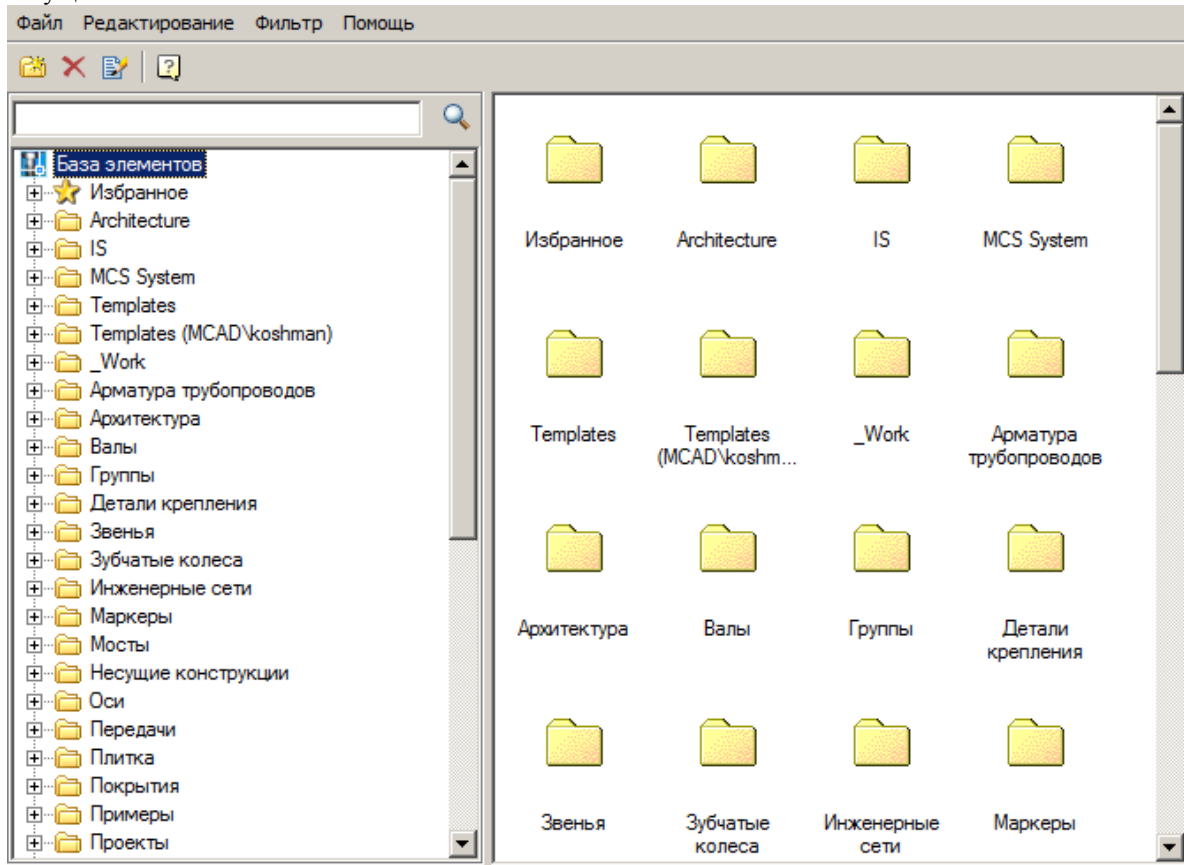 Файл Редактирование Фильтр Помощь
База элементов
Избранное
Architecture
IS
MCS System
Templates
Templates (MCAD\koshman)
_Work
Арматура трубопроводов
Архитектура
Валы
Группы
Детали крепления
Звенья
Зубчатые колеса
Инженерные сети
Маркеры
Мосты
Несущие конструкции
Оси
Передачи
Плитка
Покрытия
Примеры
Проекты
Избранное Architecture IS MCS System
Templates Templates _Work Арматура
(MCAD\koshm... трубопроводов
Архитектура Валы Группы Детали
крепления
Звенья Зубчатые Инженерные Маркеры
колеса сети